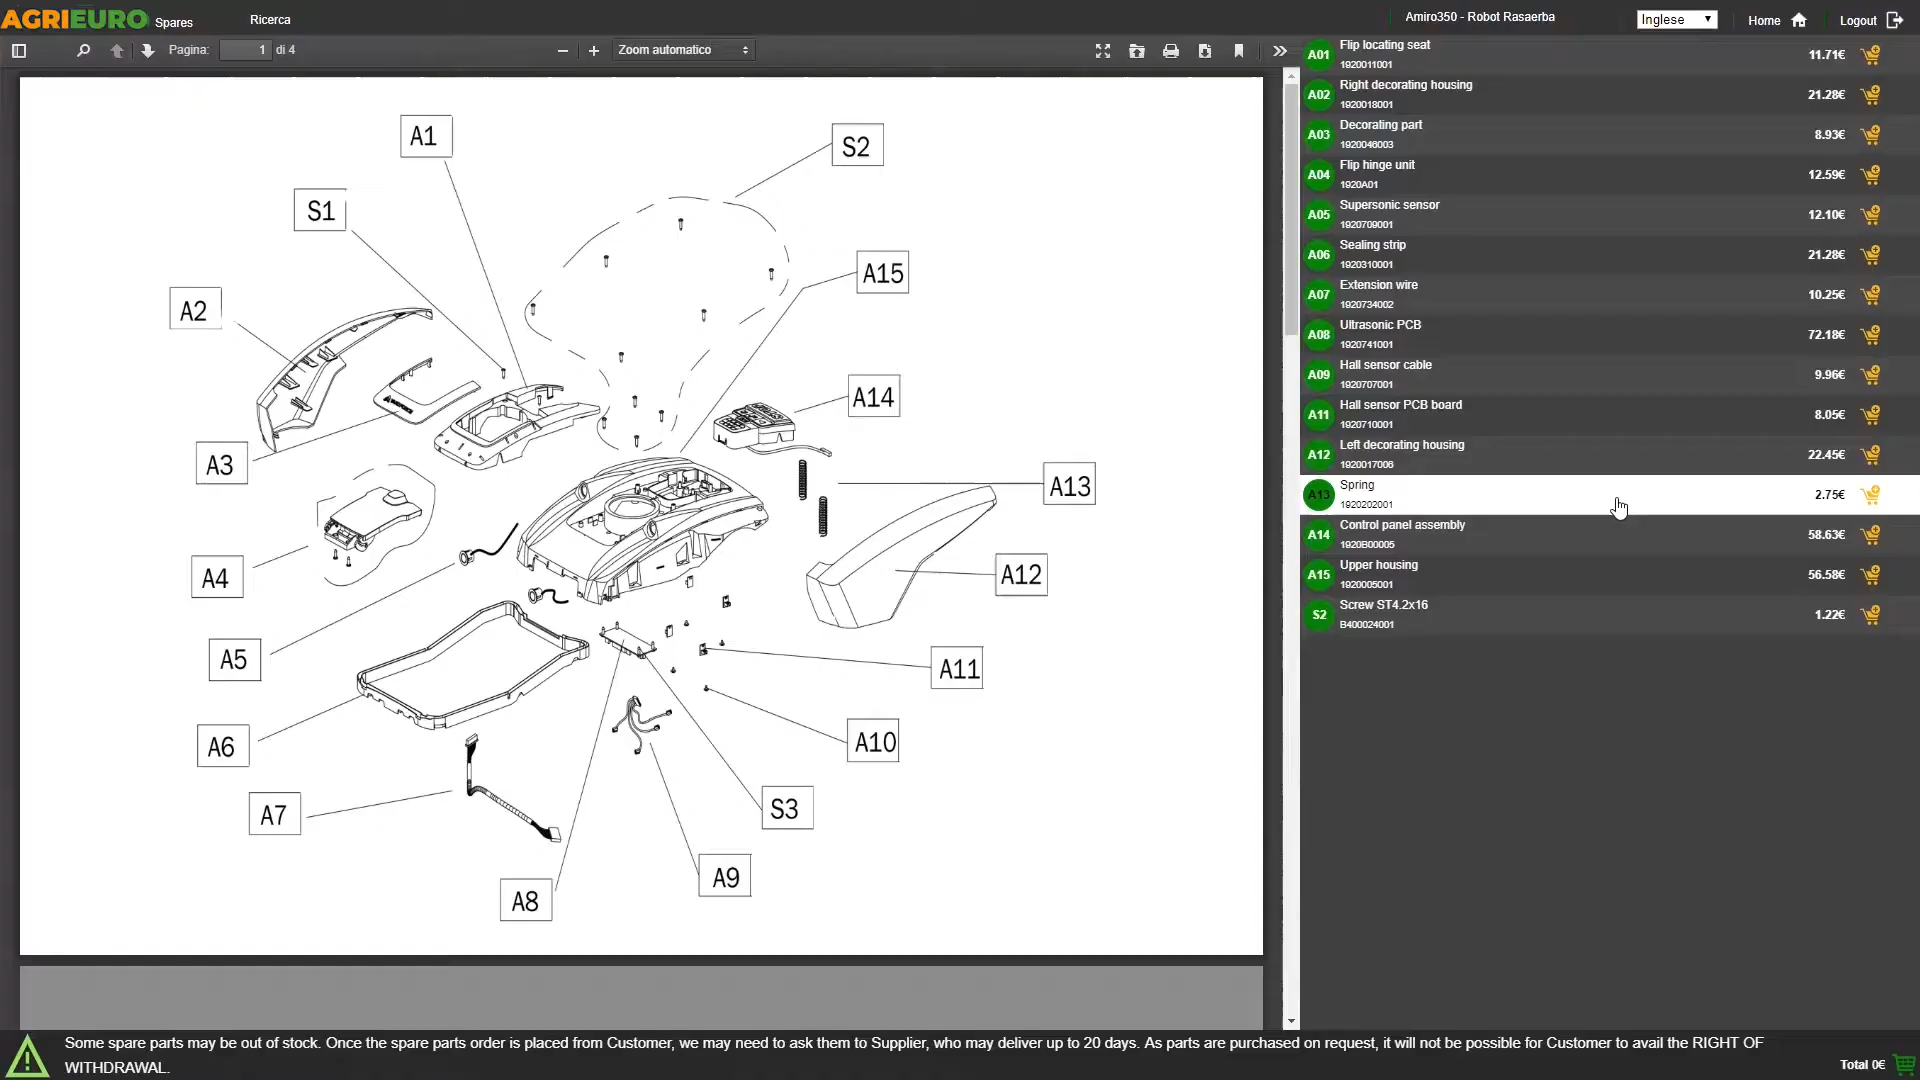 AGRIEURO Spares
Ricerca
Amiro350 - Robot Rasaerba
Inglese
Home
Logout
Pagina: 1 di 4
Zoom automatico
A1
S2
S1
A15
A2
A14
A3
A13
A4
A12
A5
A11
A6
A10
A7
S3
A9
A8
A01 Flip locating seat 11.71€
1920011001
A02 Right decorating housing 21.28€
1920018001
A03 Decorating part 8.93€
1920046003
A04 Flip hinge unit 12.59€
1920A01
A05 Supersonic sensor 12.10€
1920709001
A06 Sealing strip 21.28€
1920310001
A07 Extension wire 10.25€
1920734002
A08 Ultrasonic PCB 72.18€
1920741001
A09 Hall sensor cable 9.96€
1920707001
A11 Hall sensor PCB board 8.05€
1920710001
A12 Left decorating housing 22.45€
1920017006
A13 Spring 2.75€
1920202001
A14 Control panel assembly 58.63€
1920B00005
A15 Upper housing 56.58€
1920005001
S2 Screw ST4.2x16 1.22€
B400024001
Some spare parts may be out of stock. Once the spare parts order is placed from Customer, we may need to ask them to Supplier, who may deliver up to 20 days. As parts are purchased on request, it will not be possible for Customer to avail the RIGHT OF
WITHDRAWAL.
Total 0€